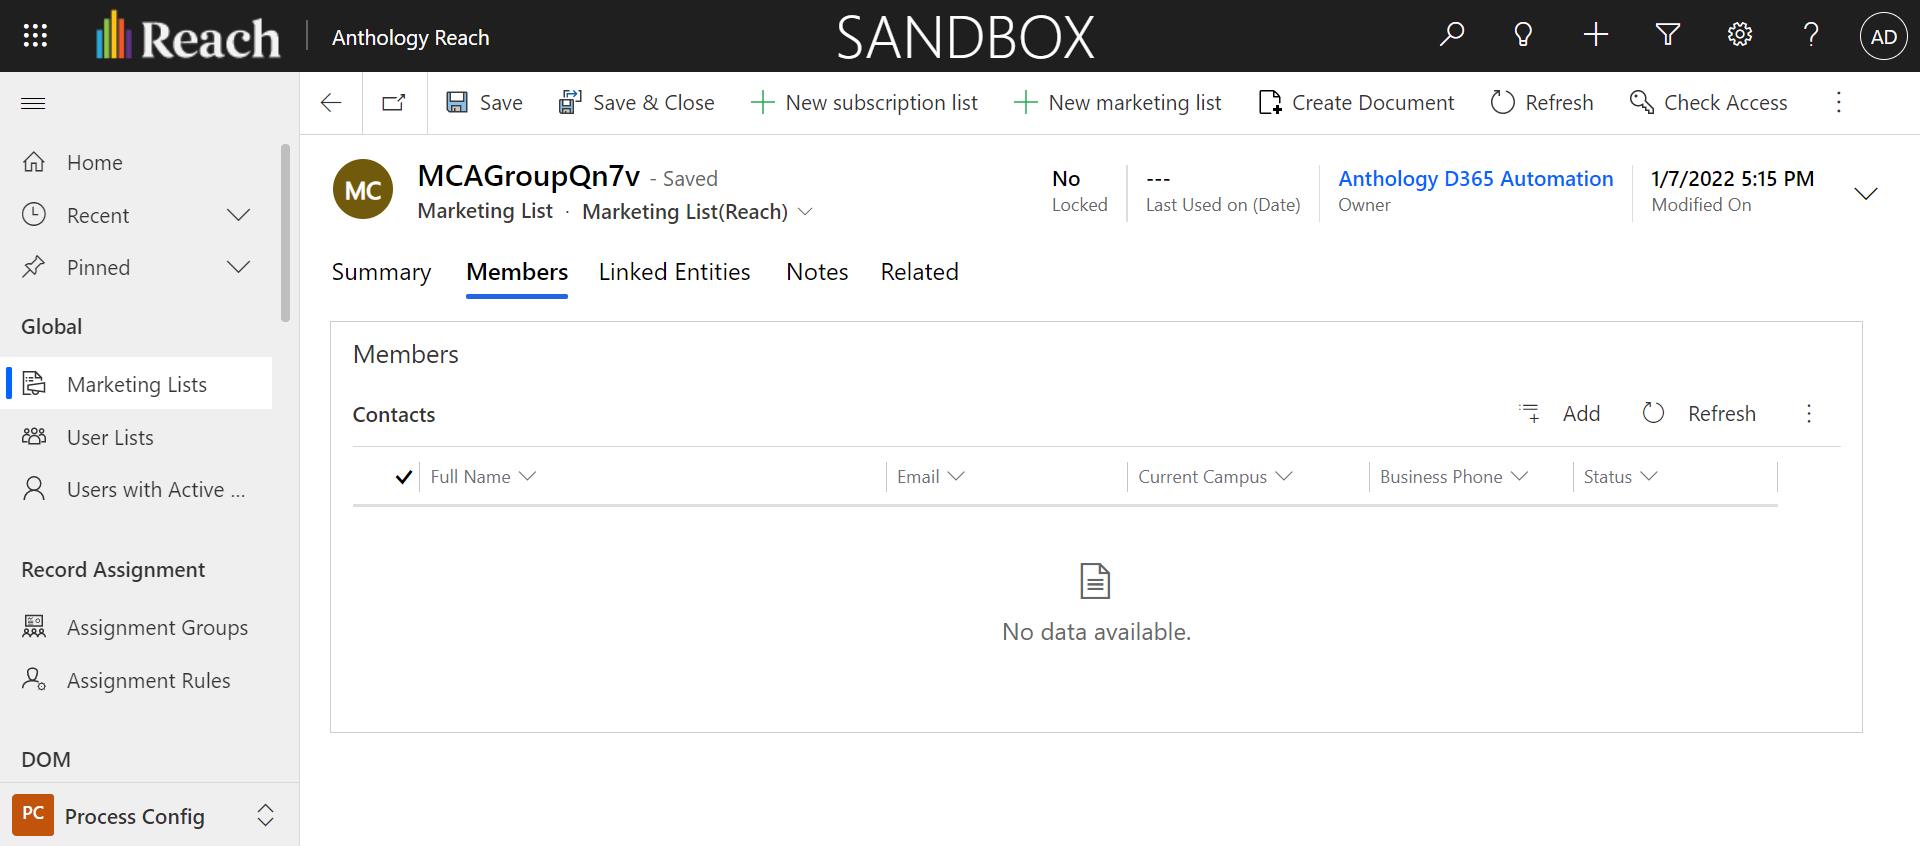 Reach
Anthology Reach
SANDBOX
AD
Home
Recent
Pinned
Global
Marketing Lists
User Lists
Users with Active ...
Record Assignment
Assignment Groups
Assignment Rules
DOM
PC
Process Config
Save
Save & Close
New subscription list
New marketing list
Create Document
Refresh
Check Access
MC
MCAGroupQn7v - Saved
Marketing List · Marketing List(Reach)
No
Locked
---
Last Used on (Date)
Anthology D365 Automation
Owner
1/7/2022 5:15 PM
Modified On
Summary Members Linked Entities Notes Related
Members
Contacts
Add
Refresh
Full Name Email Current Campus Business Phone Status
No data available.